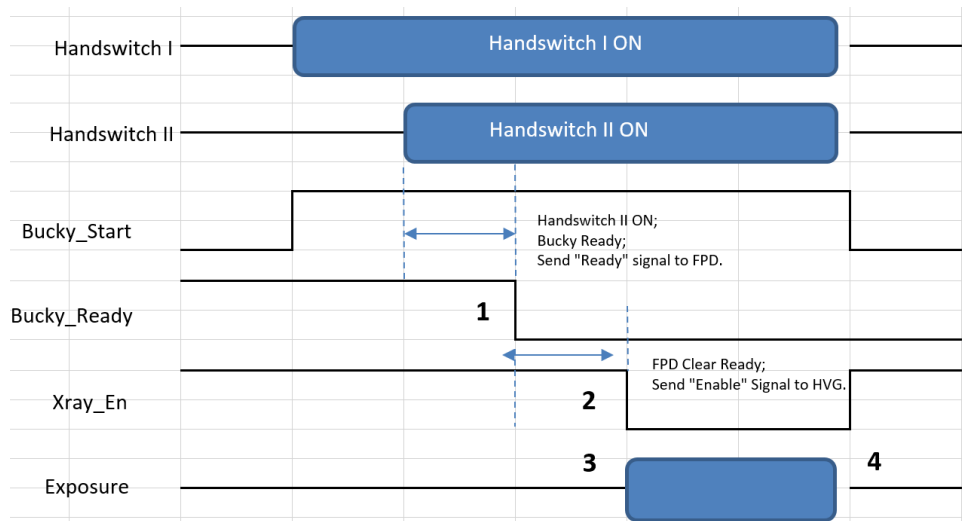 Handswitch I
Handswitch I ON
Handswitch II
Handswitch II ON
Bucky_Start
Handswitch II ON;
Bucky Ready;
Send "Ready" signal to FPD.
Bucky_Ready
1
FPD Clear Ready;
Send "Enable" Signal to HVG.
Xray_En
2
3
4
Exposure